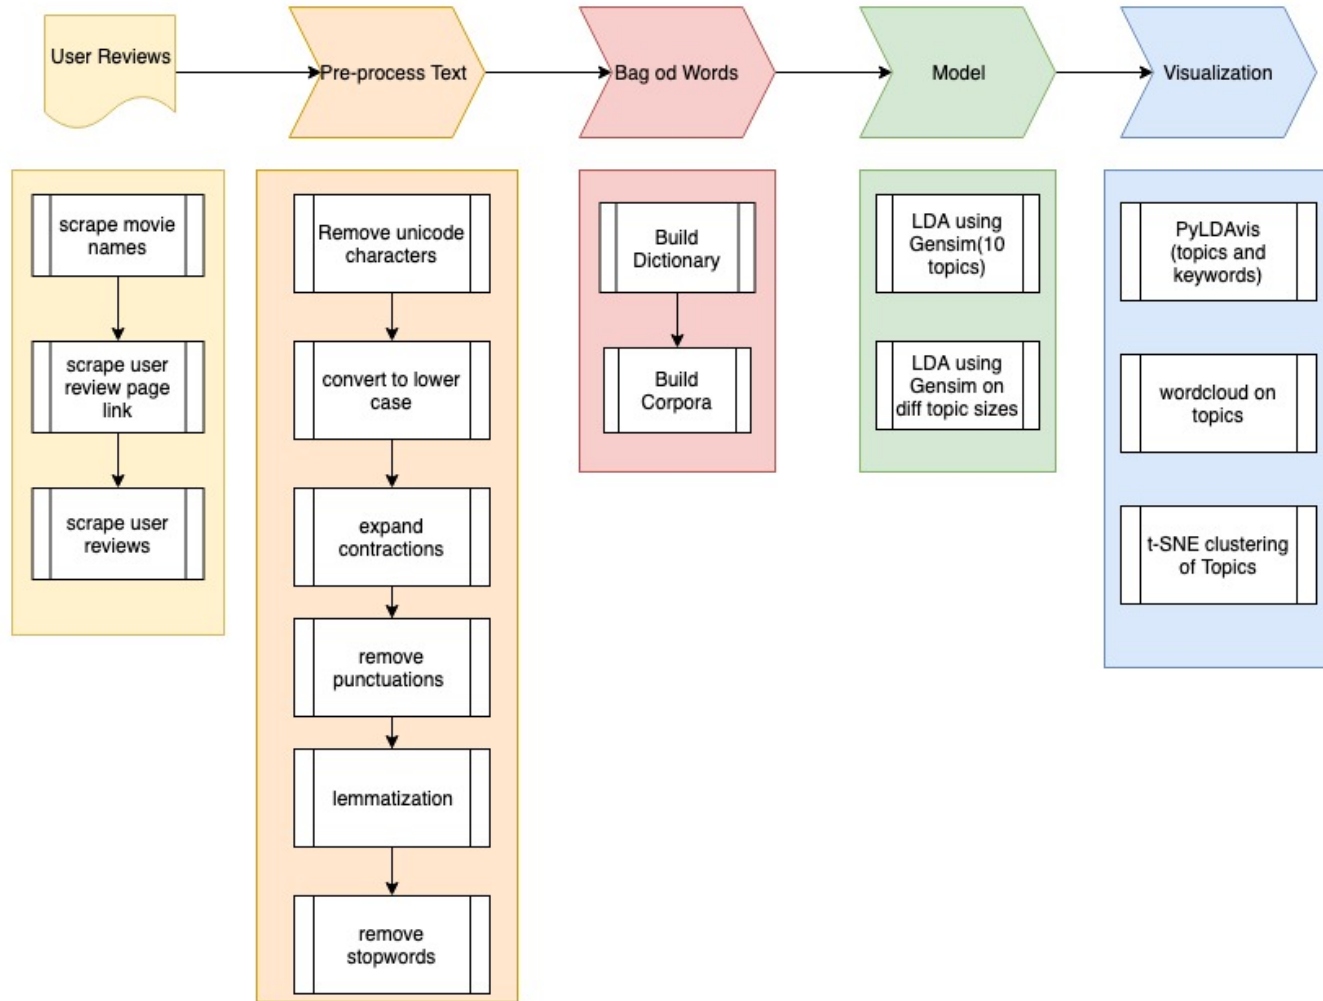 User Reviews
Pre-process Text
Bag od Words
Model
Visualization
scrape movie
names
scrape user
review page
link
scrape user
reviews
Remove unicode
characters
convert to lower
case
expand
contractions
remove
punctuations
lemmatization
remove
stopwords
Build
Dictionary
Build
Corpora
LDA using
Gensim(10
topics)
LDA using
Gensim on
diff topic sizes
PyLDAvis
(topics and
keywords)
wordcloud on
topics
t-SNE clustering
of Topics